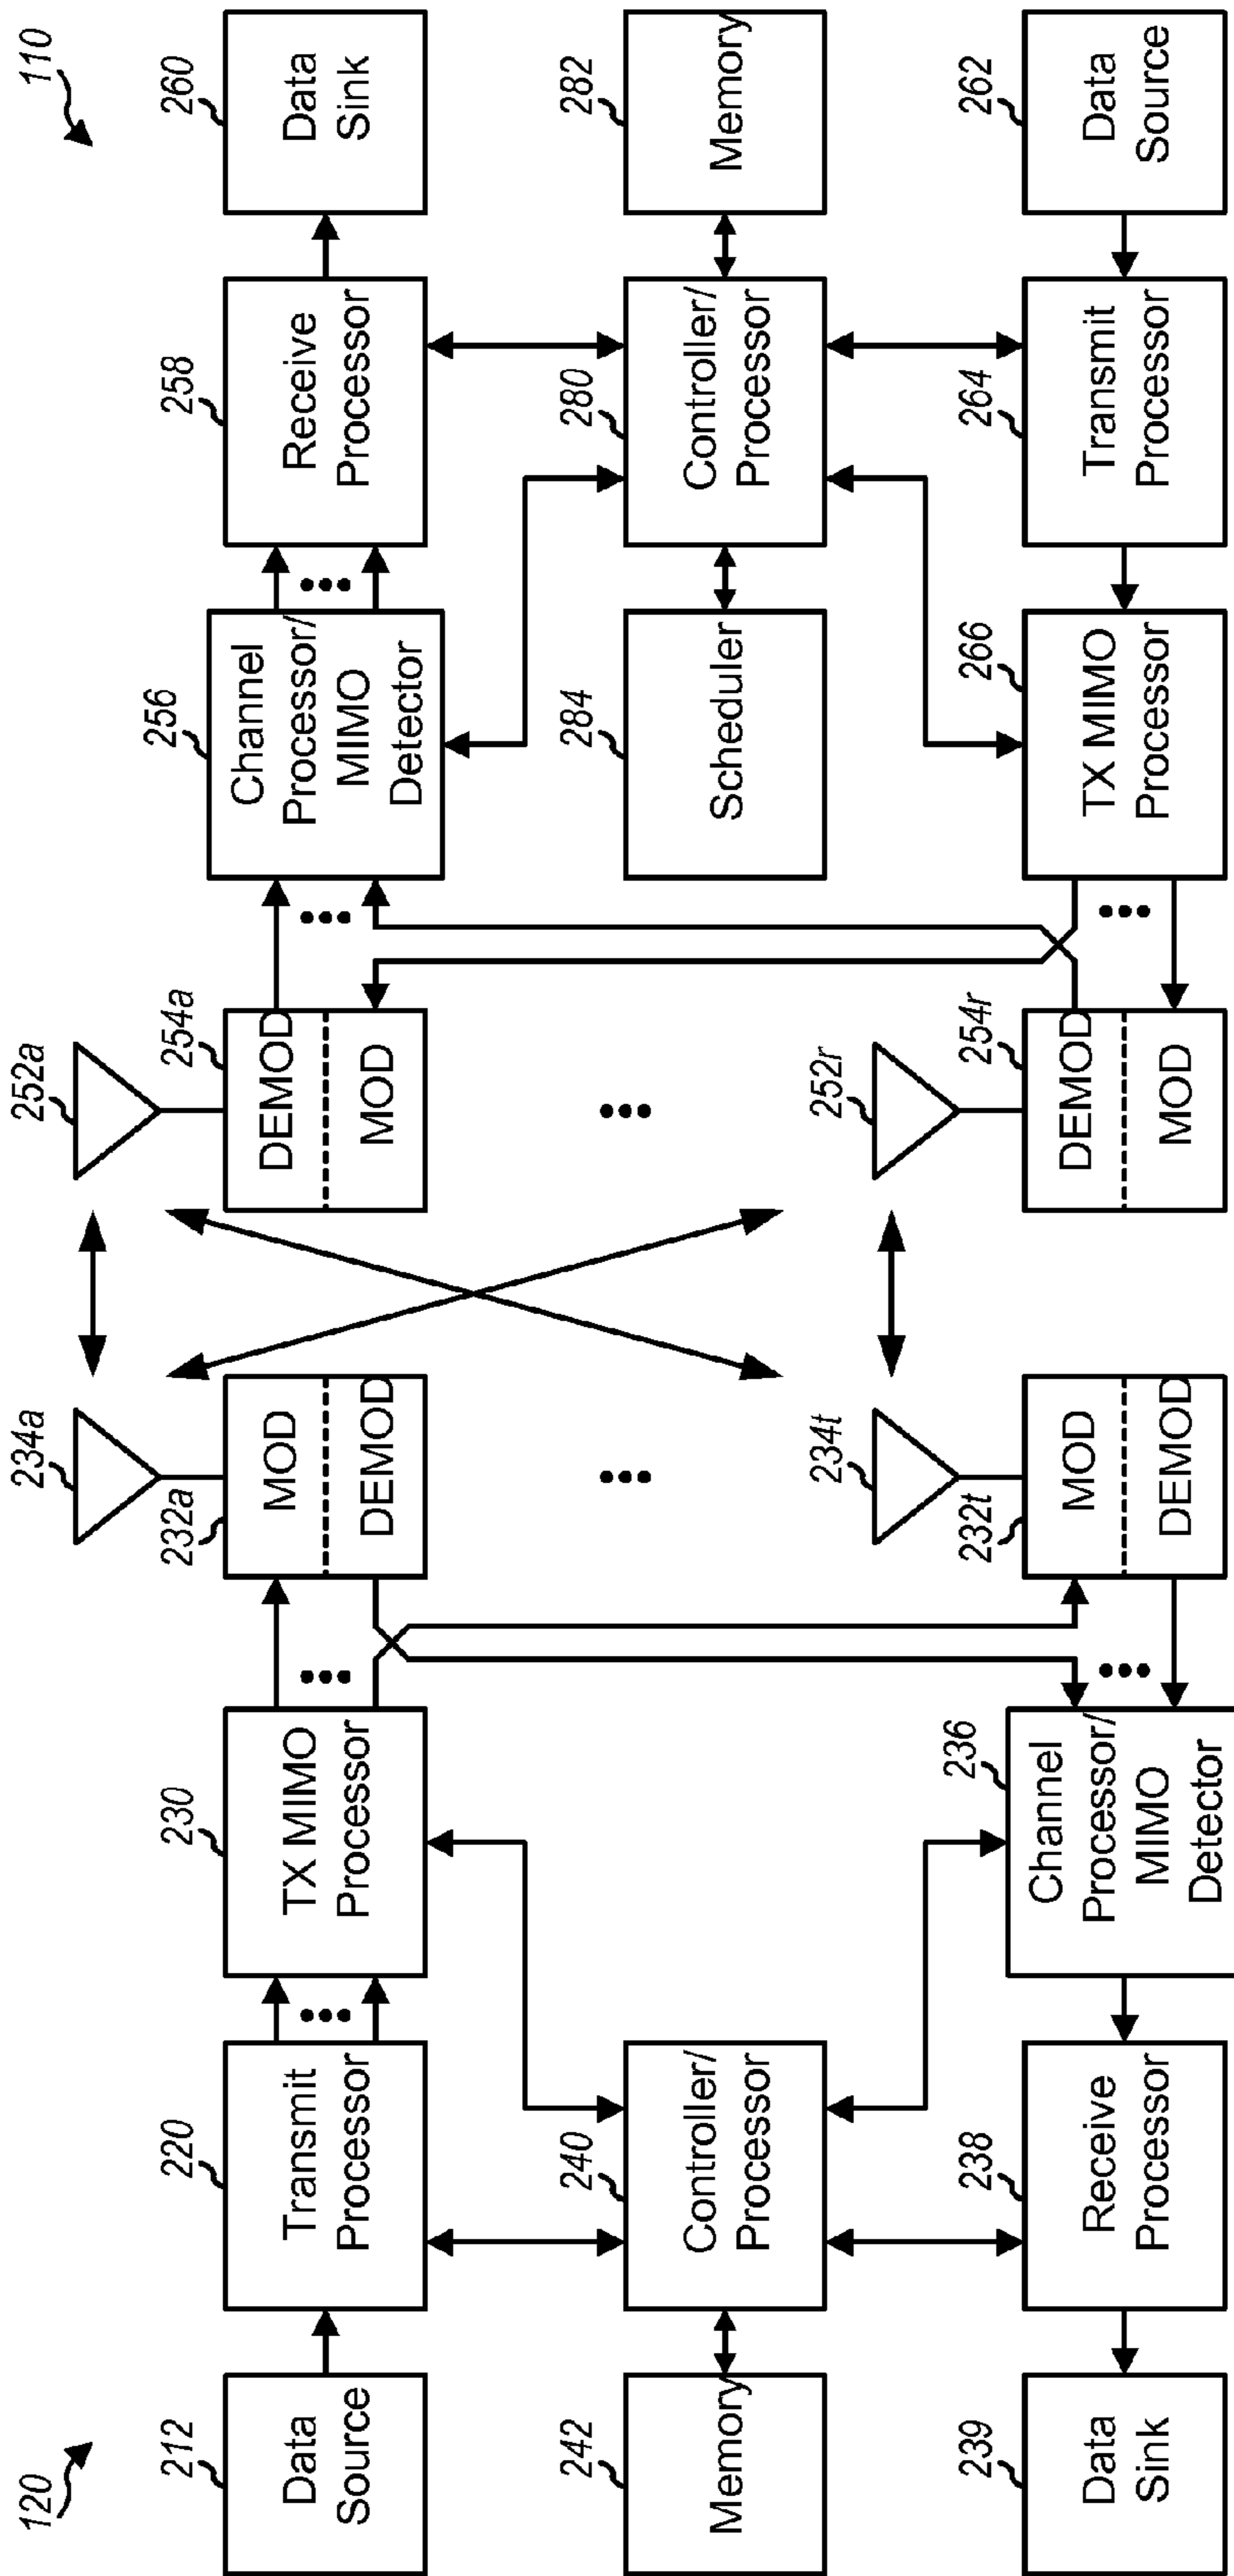 120
110
212
Data
Source
220
Transmit
Processor
230
TX MIMO
Processor
234a
232a
MOD
DEMOD
252a
254a
DEMOD
MOD
256
Channel
Processor/
MIMO
Detector
258
Receive
Processor
260
Data
Sink
242
Memory
240
Controller/
Processor
284
Scheduler
280
Controller/
Processor
282
Memory
239
Data
Sink
238
Receive
Processor
236
Channel
Processor/
MIMO
Detector
234t
232t
MOD
DEMOD
252r
254r
DEMOD
MOD
266
TX MIMO
Processor
264
Transmit
Processor
262
Data
Source